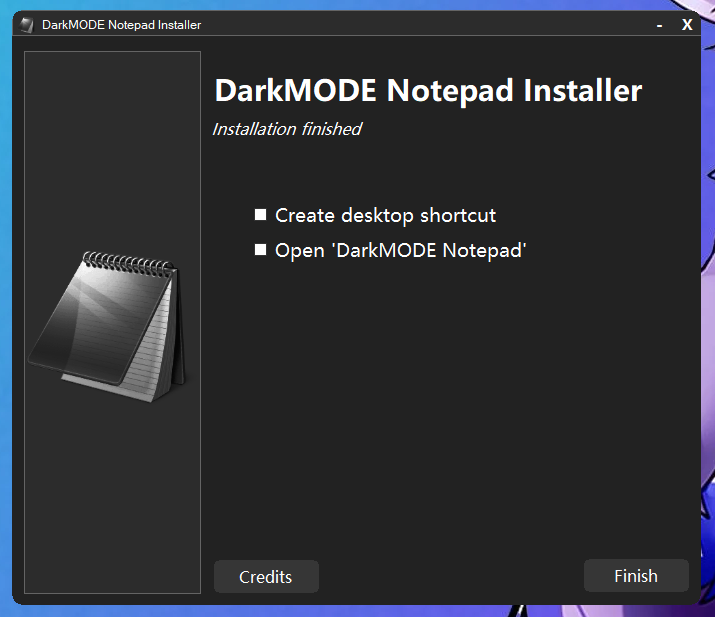 DarkMODE Notepad Installer
- X
DarkMODE Notepad Installer
Installation finished
Create desktop shortcut
Open 'DarkMODE Notepad'
Credits
Finish